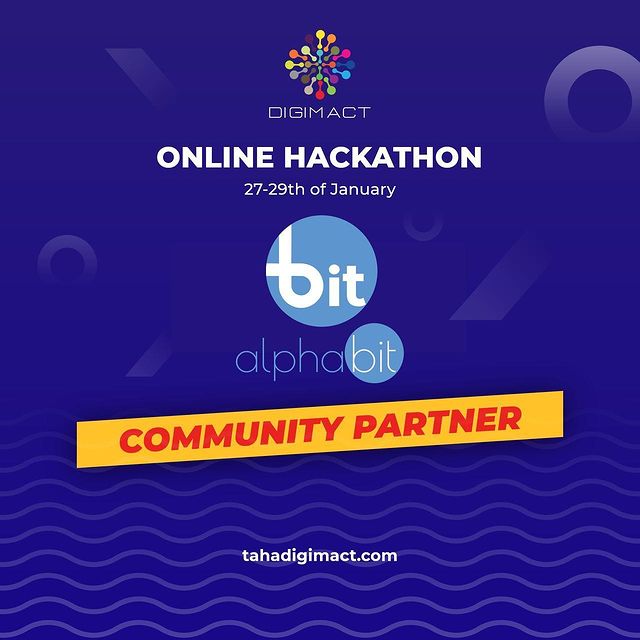 DIGIMACT
ONLINE HACKATHON
27-29th of January
bit
alphabit
COMMUNITY PARTNER
tahadigimact.com